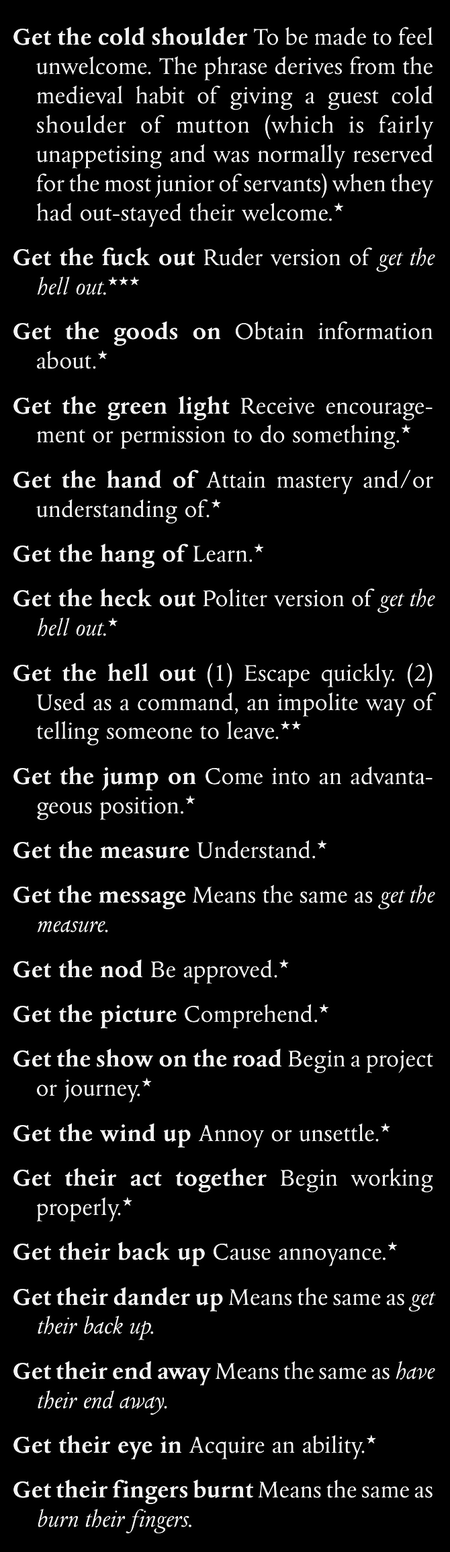 Get the cold shoulder To be made to feel
unwelcome. The phrase derives from the
medieval habit of giving a guest cold
shoulder of mutton (which is fairly
unappetising and was normally reserved
for the most junior of servants) when they
had out-stayed their welcome.★
Get the fuck out Ruder version of get the
hell out.★★★
Get the goods on Obtain information
about.★
Get the green light Receive encourage-
ment or permission to do something.★
Get the hand of Attain mastery and/or
understanding of.★
Get the hang of Learn.★
Get the heck out Politer version of get the
hell out.★
Get the hell out (1) Escape quickly. (2)
Used as a command, an impolite way of
telling someone to leave.★★
Get the jump on Come into an advanta-
geous position.★
Get the measure Understand.★
Get the message Means the same as get the
measure.
Get the nod Be approved.★
Get the picture Comprehend.★
Get the show on the road Begin a project
or journey.★
Get the wind up Annoy or unsettle.★
Get their act together Begin working
properly.★
Get their back up Cause annoyance.★
Get their dander up Means the same as get
their back up.
Get their end away Means the same as have
their end away.
Get their eye in Acquire an ability.★
Get their fingers burnt Means the same as
burn their fingers.